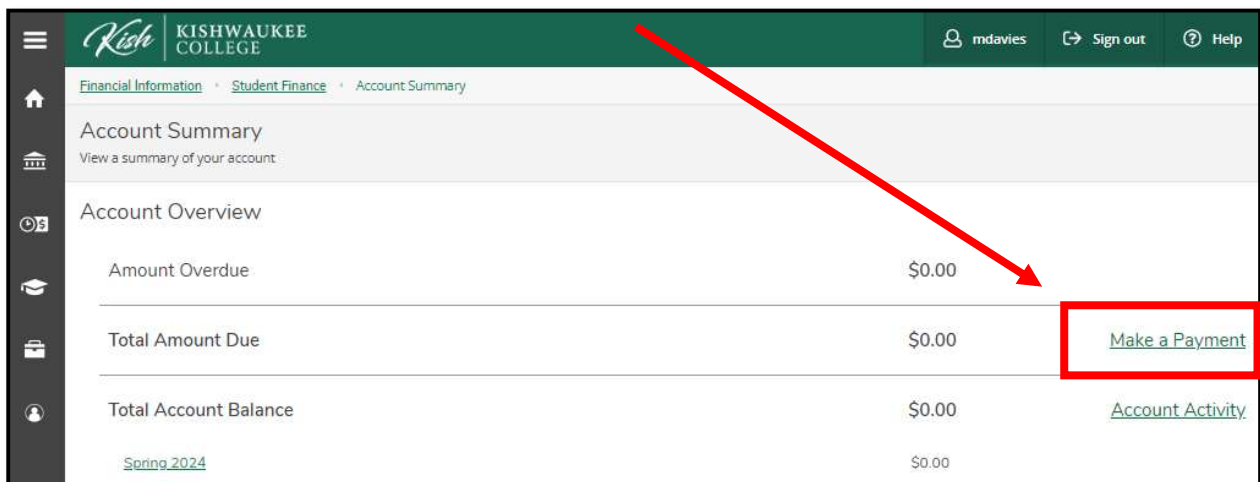 Kish KISHWAUKEE COLLEGE
mdavies Sign out Help
Financial Information Student Finance Account Summary
Account Summary
View a summary of your account
Account Overview
Amount Overdue $0.00
Total Amount Due $0.00 Make a Payment
Total Account Balance $0.00 Account Activity
Spring 2024 $0.00